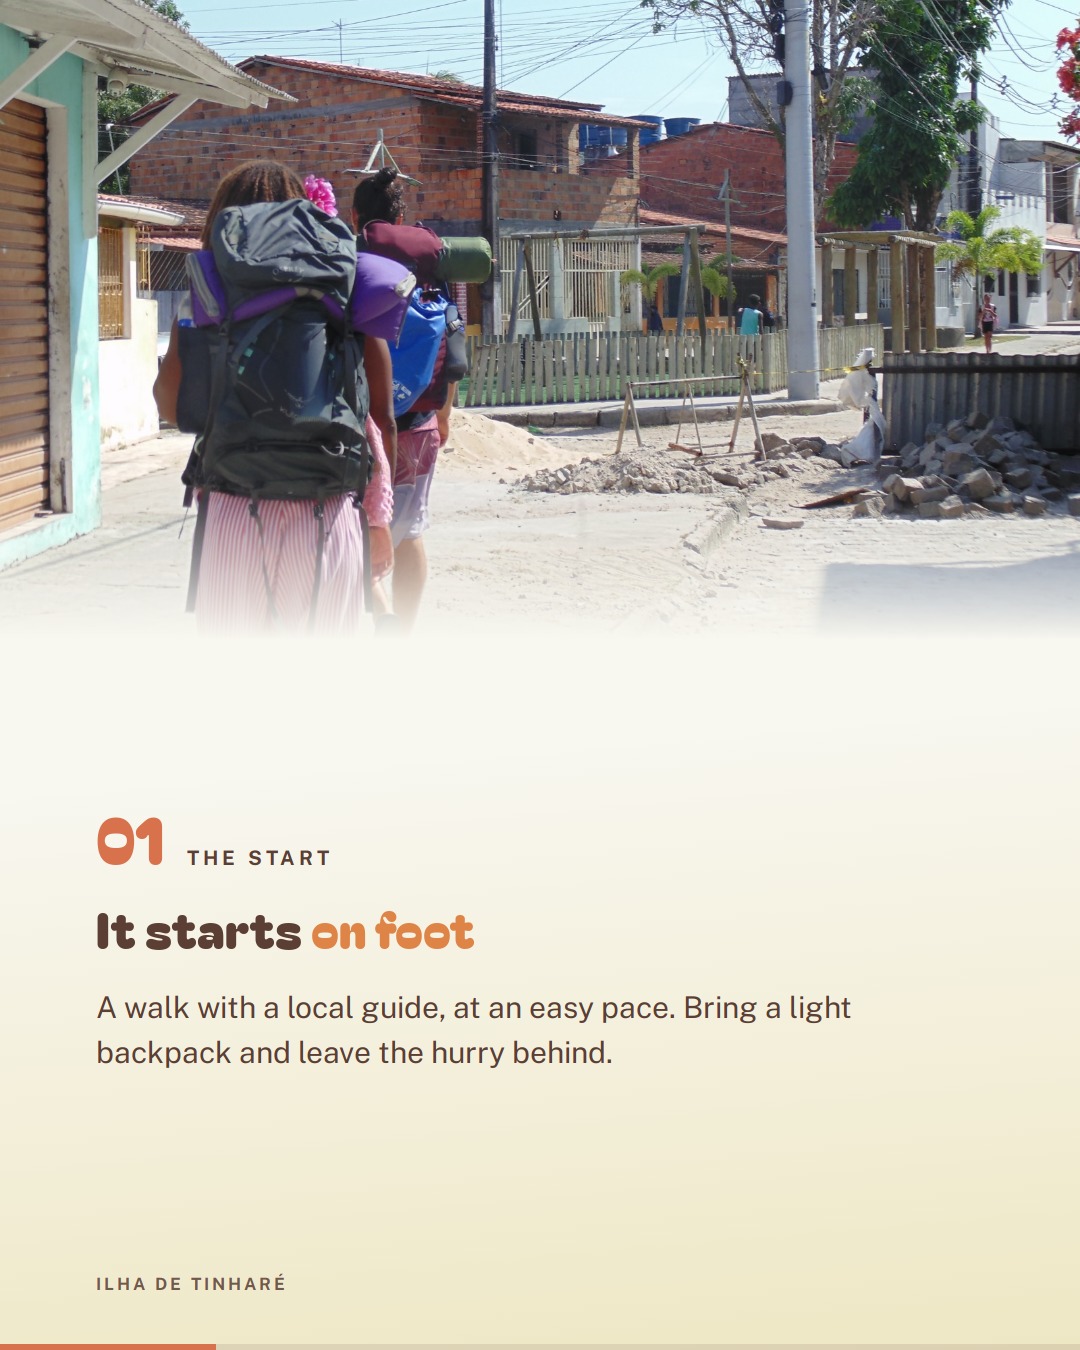 01 THE START
It starts on foot
A walk with a local guide, at an easy pace. Bring a light
backpack and leave the hurry behind.
ILHA DE TINHARÉ